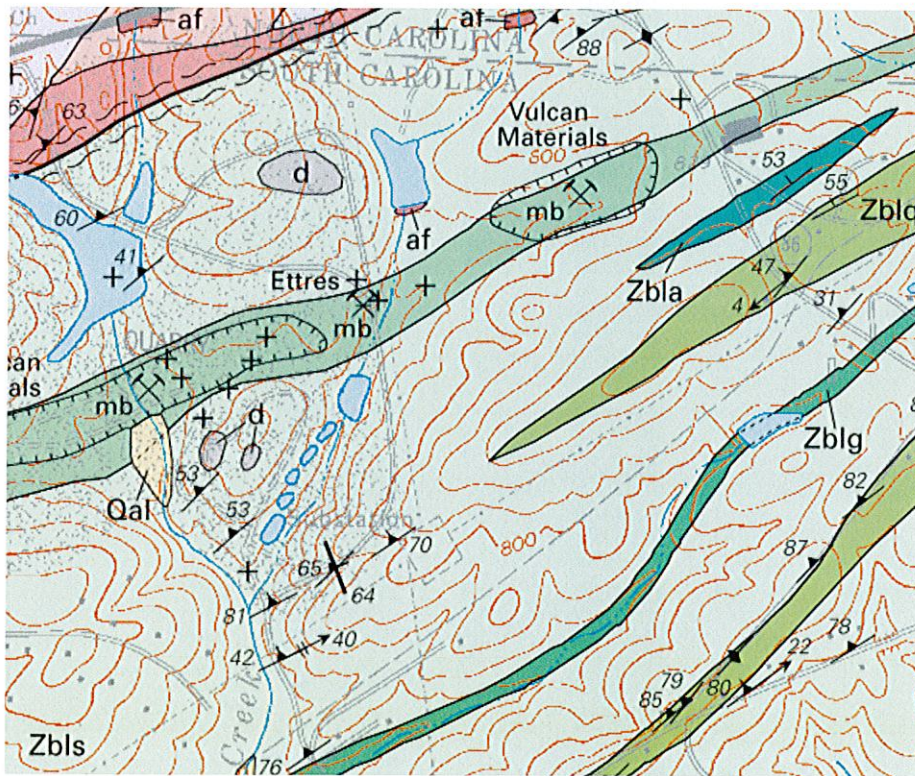 af
af
NORTH CAROLINA
SOUTH CAROLINA
88
63
Vulcan
Materials
600
53
55
d
mb
60
af
Zbla
47
41
4
31
Ettres
mb
QUARRY
mb
d
Zblg
53
Qal
82
53
Substation
70
800
87
65
64
81
40
78
22
42
79
80
85
Creek
Zbls
76